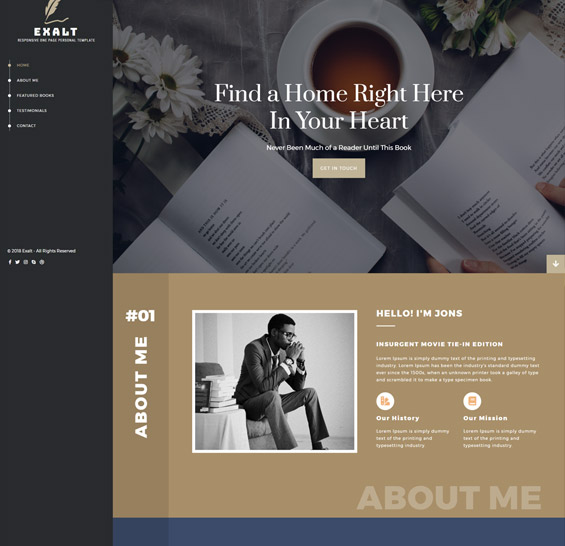 EXALT
RESPONSIVE ONE PAGE PERSONAL TEMPLATE
HOME
ABOUT ME
FEATURED BOOKS
TESTIMONIALS
CONTACT
© 2018 Exalt - All Rights Reserved
Find a Home Right Here
In Your Heart
Never Been Much of a Reader Until This Book
GET IN TOUCH
#01
ABOUT ME
HELLO! I'M JONS
INSURGENT MOVIE TIE-IN EDITION
Lorem Ipsum is simply dummy text of the printing and typesetting
industry. Lorem Ipsum has been the industry's standard dummy text
ever since the 1500s, when an unknown printer took a galley of type
and scrambled it to make a type specimen book.
Our History
Lorem Ipsum is simply dummy
text of the printing and
typesetting industry.
Our Mission
Lorem Ipsum is simply dummy
text of the printing and
typesetting industry.
ABOUT ME